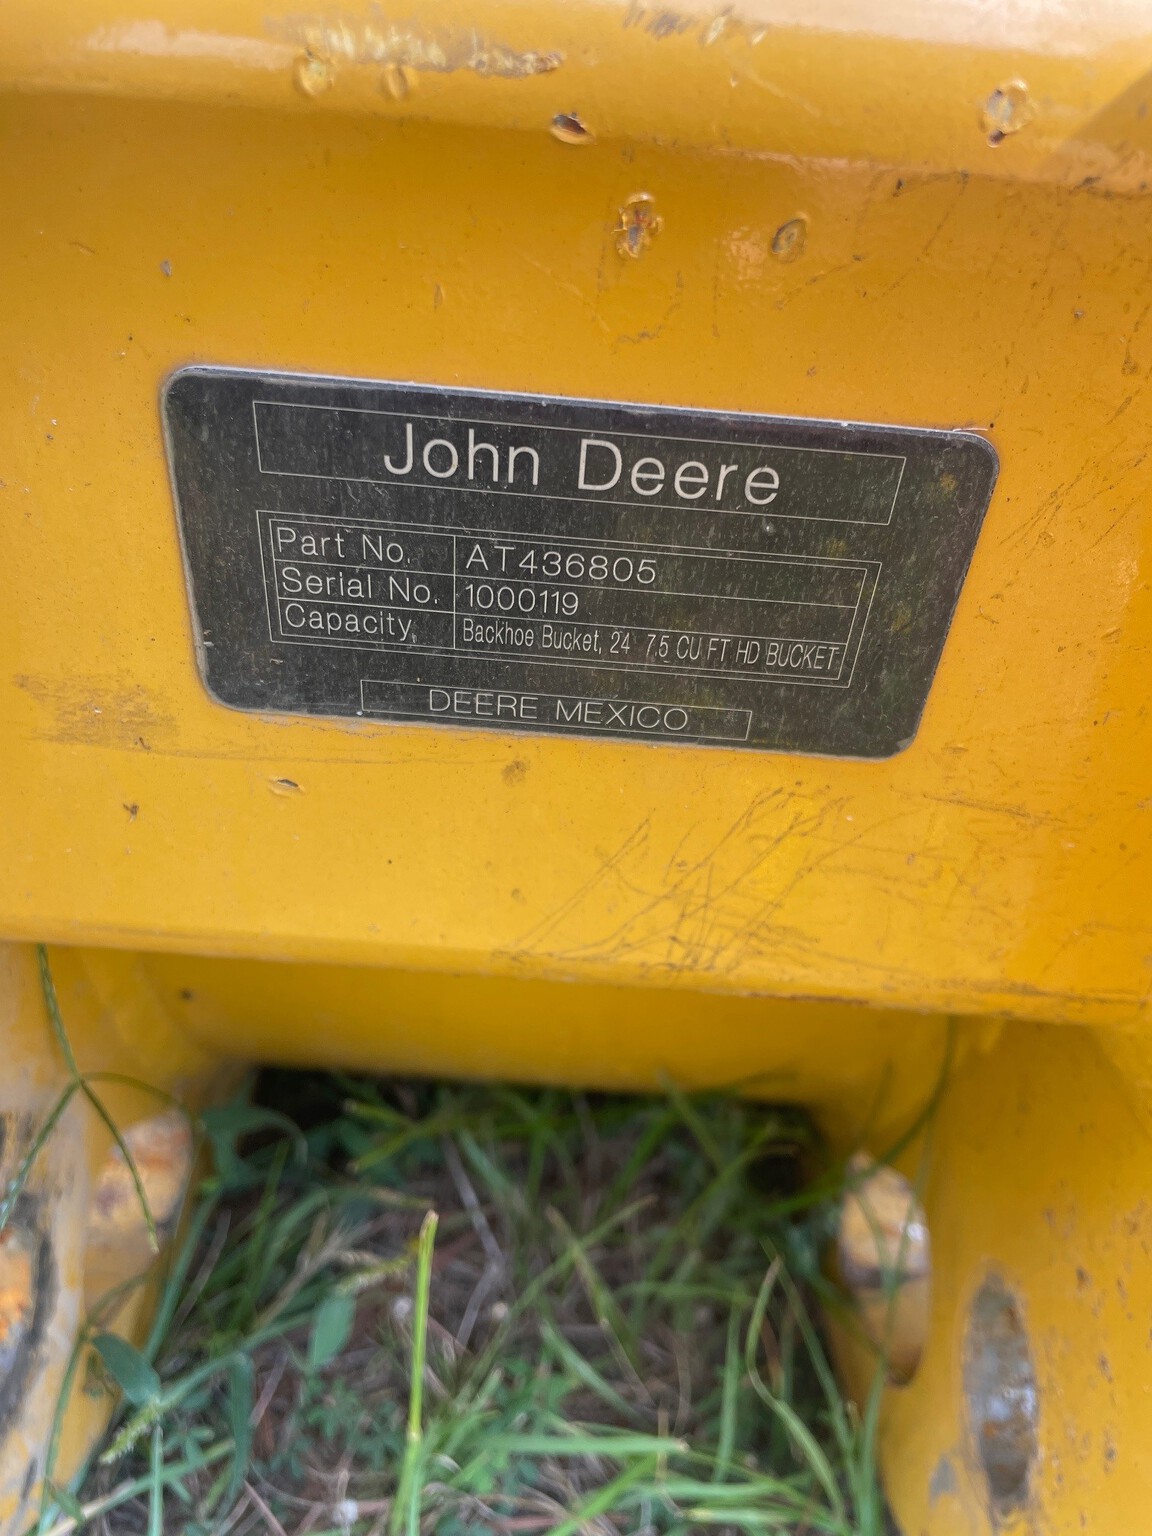 John Deere
Part No. AT436805
Serial No. 1000119
Capacity. Backhoe Bucket, 24 7.5 CU FT HD BUCKET
DEERE MEXICO